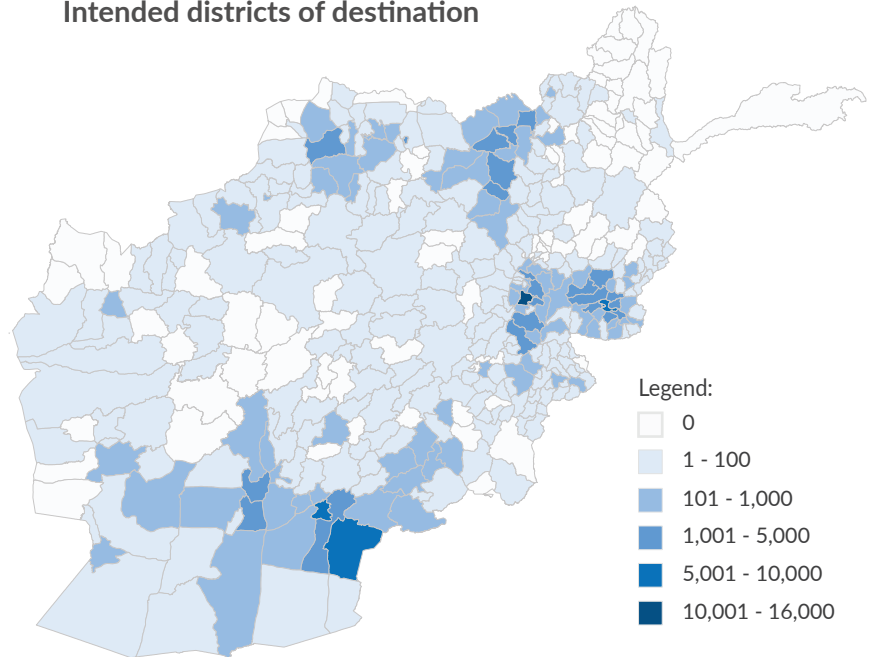 Intended districts of destination
Legend:
0
1 - 100
101 - 1,000
1,001 - 5,000
5,001 - 10,000
10,001 - 16,000